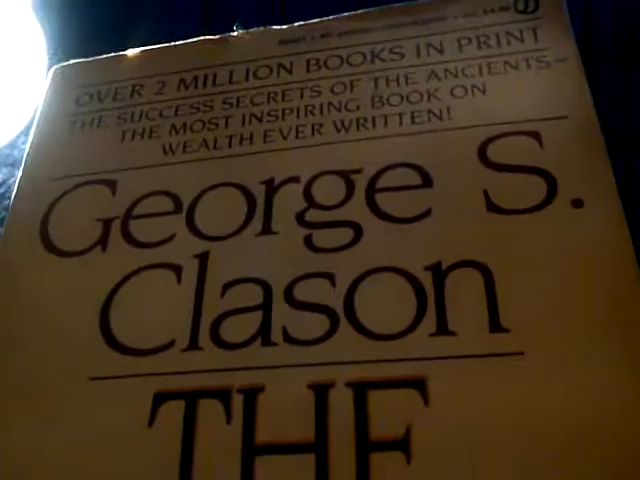 OVER 2 MILLION BOOKS IN PRINT
THE SUCCESS SECRETS OF THE ANCIENTS—
THE MOST INSPIRING BOOK ON
WEALTH EVER WRITTEN!
George S.
Clason
THE